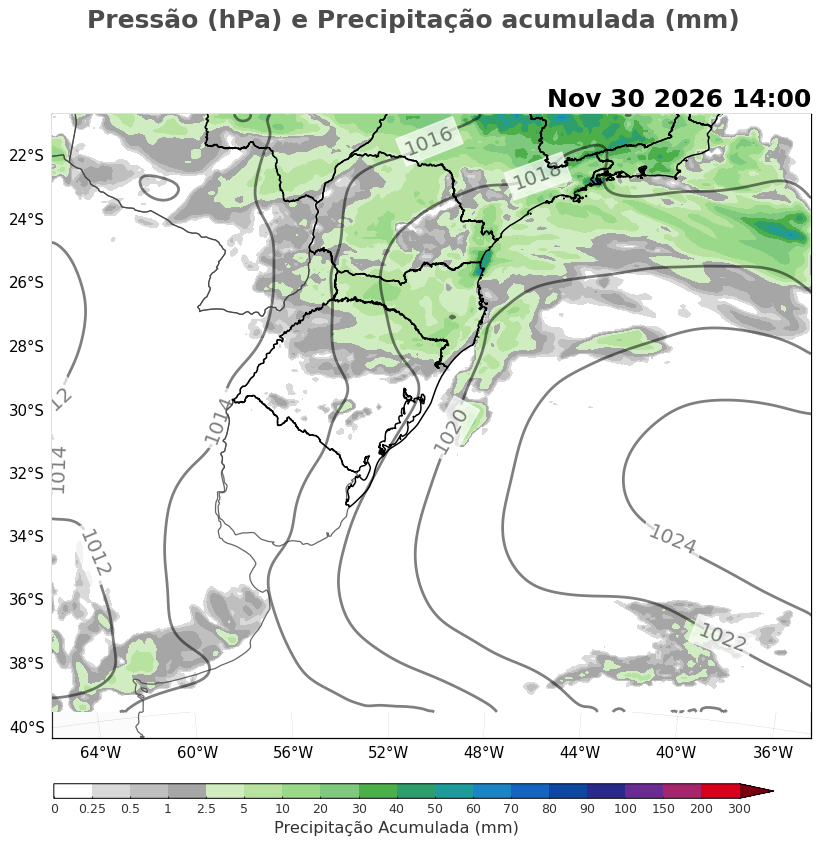 Pressão (hPa) e Precipitação acumulada (mm)
Nov 30 2026 14:00
1016
22°S
1018
24°S
26°S
28°S
12
1014
30°S
1020
1014
32°S
1012
34°S
1024
36°S
1022
38°S
40°S
64°W 60°W 56°W 52°W 48°W 44°W 40°W 36°W
0 0.25 0.5 1 2.5 5 10 20 30 40 50 60 70 80 90 100 150 200 300
Precipitação Acumulada (mm)